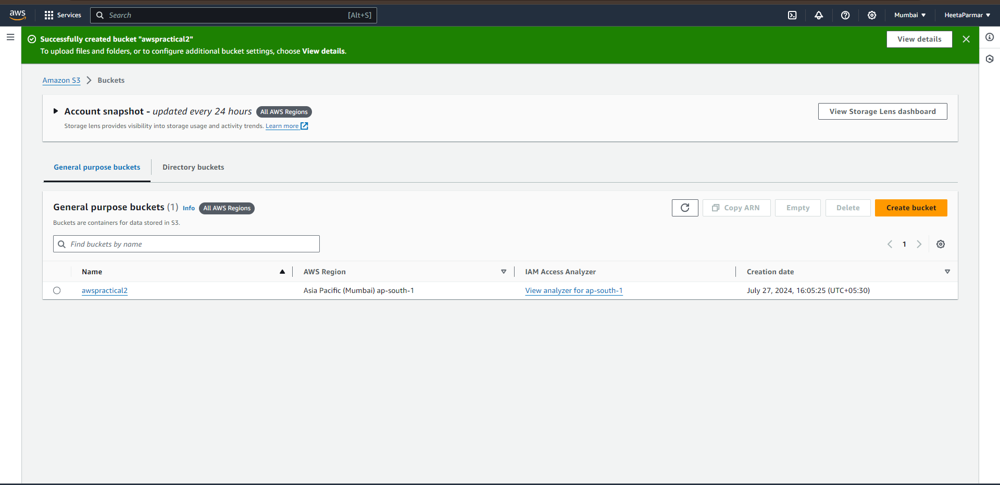 aws
Services
Search [Alt+S]
Mumbai ▼
HeetaParmar ▼
Successfully created bucket "awspractical2"
To upload files and folders, or to configure additional bucket settings, choose View details.
View details
Amazon S3 > Buckets
Account snapshot - updated every 24 hours All AWS Regions
Storage lens provides visibility into storage usage and activity trends. Learn more
View Storage Lens dashboard
General purpose buckets
Directory buckets
General purpose buckets (1) Info All AWS Regions
Buckets are containers for data stored in S3.
Copy ARN
Empty
Delete
Create bucket
Find buckets by name
1
Name AWS Region IAM Access Analyzer Creation date
awspractical2 Asia Pacific (Mumbai) ap-south-1 View analyzer for ap-south-1 July 27, 2024, 16:05:25 (UTC+05:30)